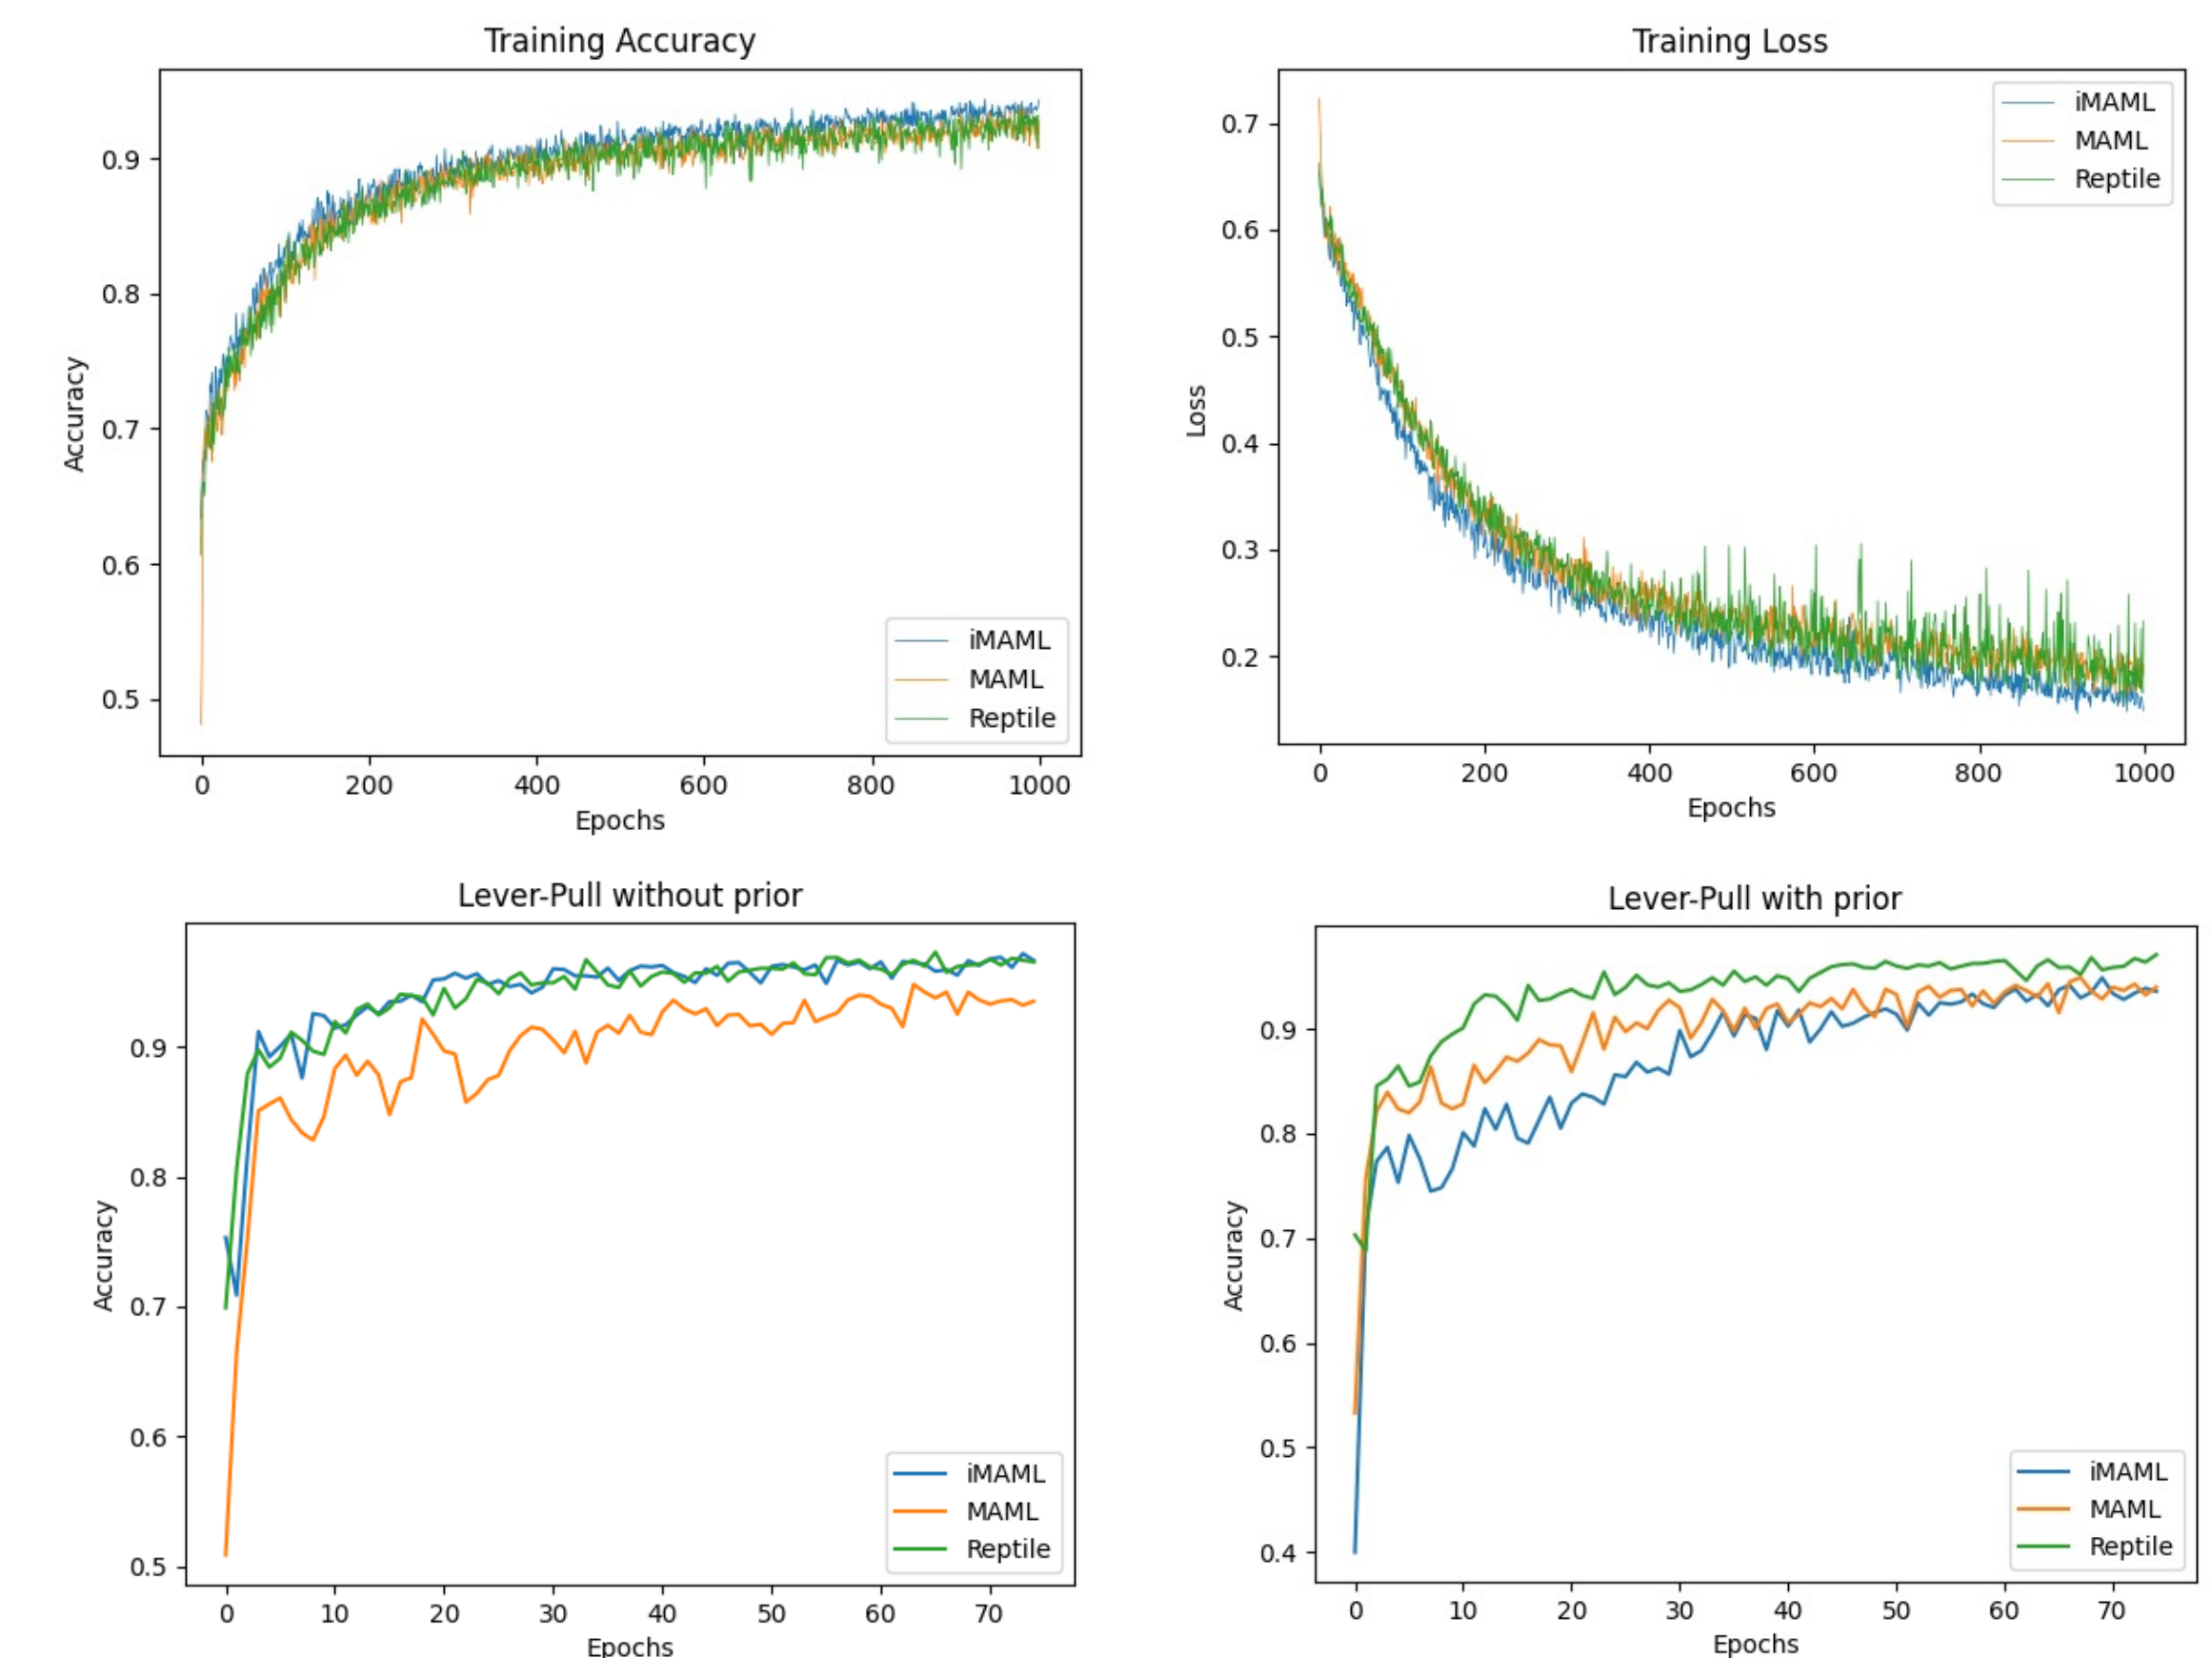 Training Accuracy
Accuracy
0.9
0.8
0.7
0.6
0.5
iMAML
MAML
Reptile
0 200 400 600 800 1000
Epochs
Training Loss
Loss
0.7
0.6
0.5
0.4
0.3
0.2
iMAML
MAML
Reptile
0 200 400 600 800 1000
Epochs
Lever-Pull without prior
Accuracy
0.9
0.8
0.7
0.6
0.5
iMAML
MAML
Reptile
0 10 20 30 40 50 60 70
Epochs
Lever-Pull with prior
Accuracy
0.9
0.8
0.7
0.6
0.5
0.4
iMAML
MAML
Reptile
0 10 20 30 40 50 60 70
Epochs